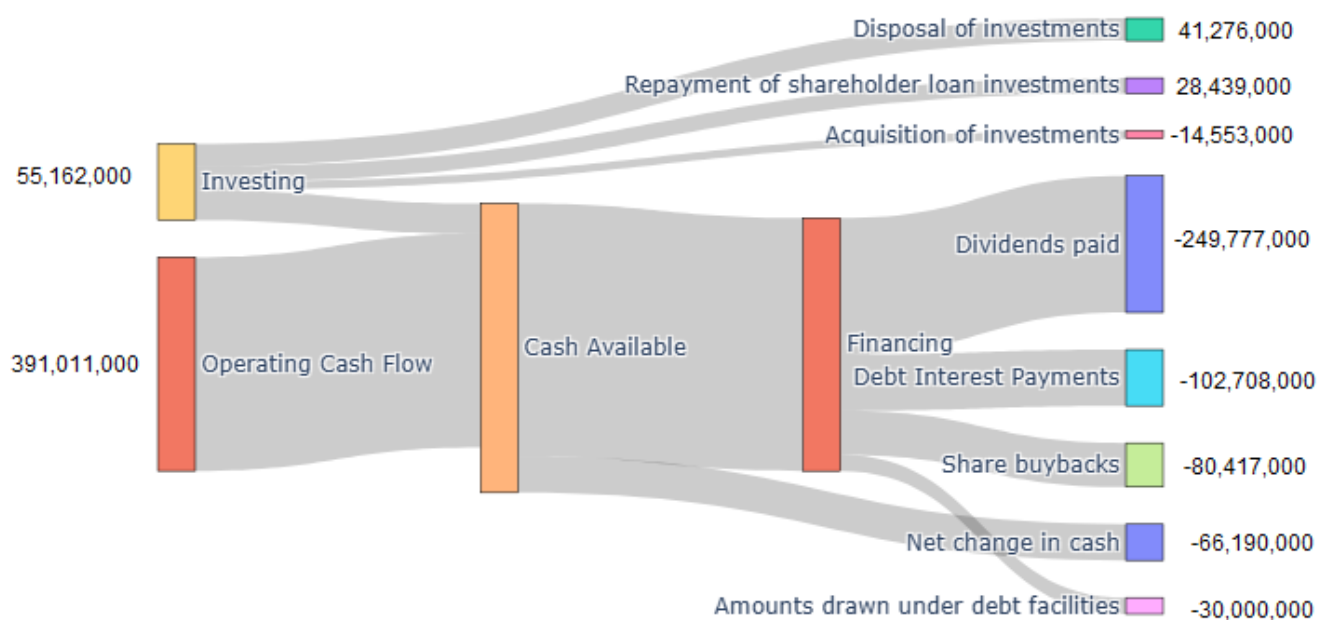 Disposal of investments 41,276,000
Repayment of shareholder loan investments 28,439,000
Acquisition of investments -14,553,000
55,162,000 Investing
Dividends paid -249,777,000
391,011,000 Operating Cash Flow
Cash Available
Financing
Debt Interest Payments -102,708,000
Share buybacks -80,417,000
Net change in cash -66,190,000
Amounts drawn under debt facilities -30,000,000